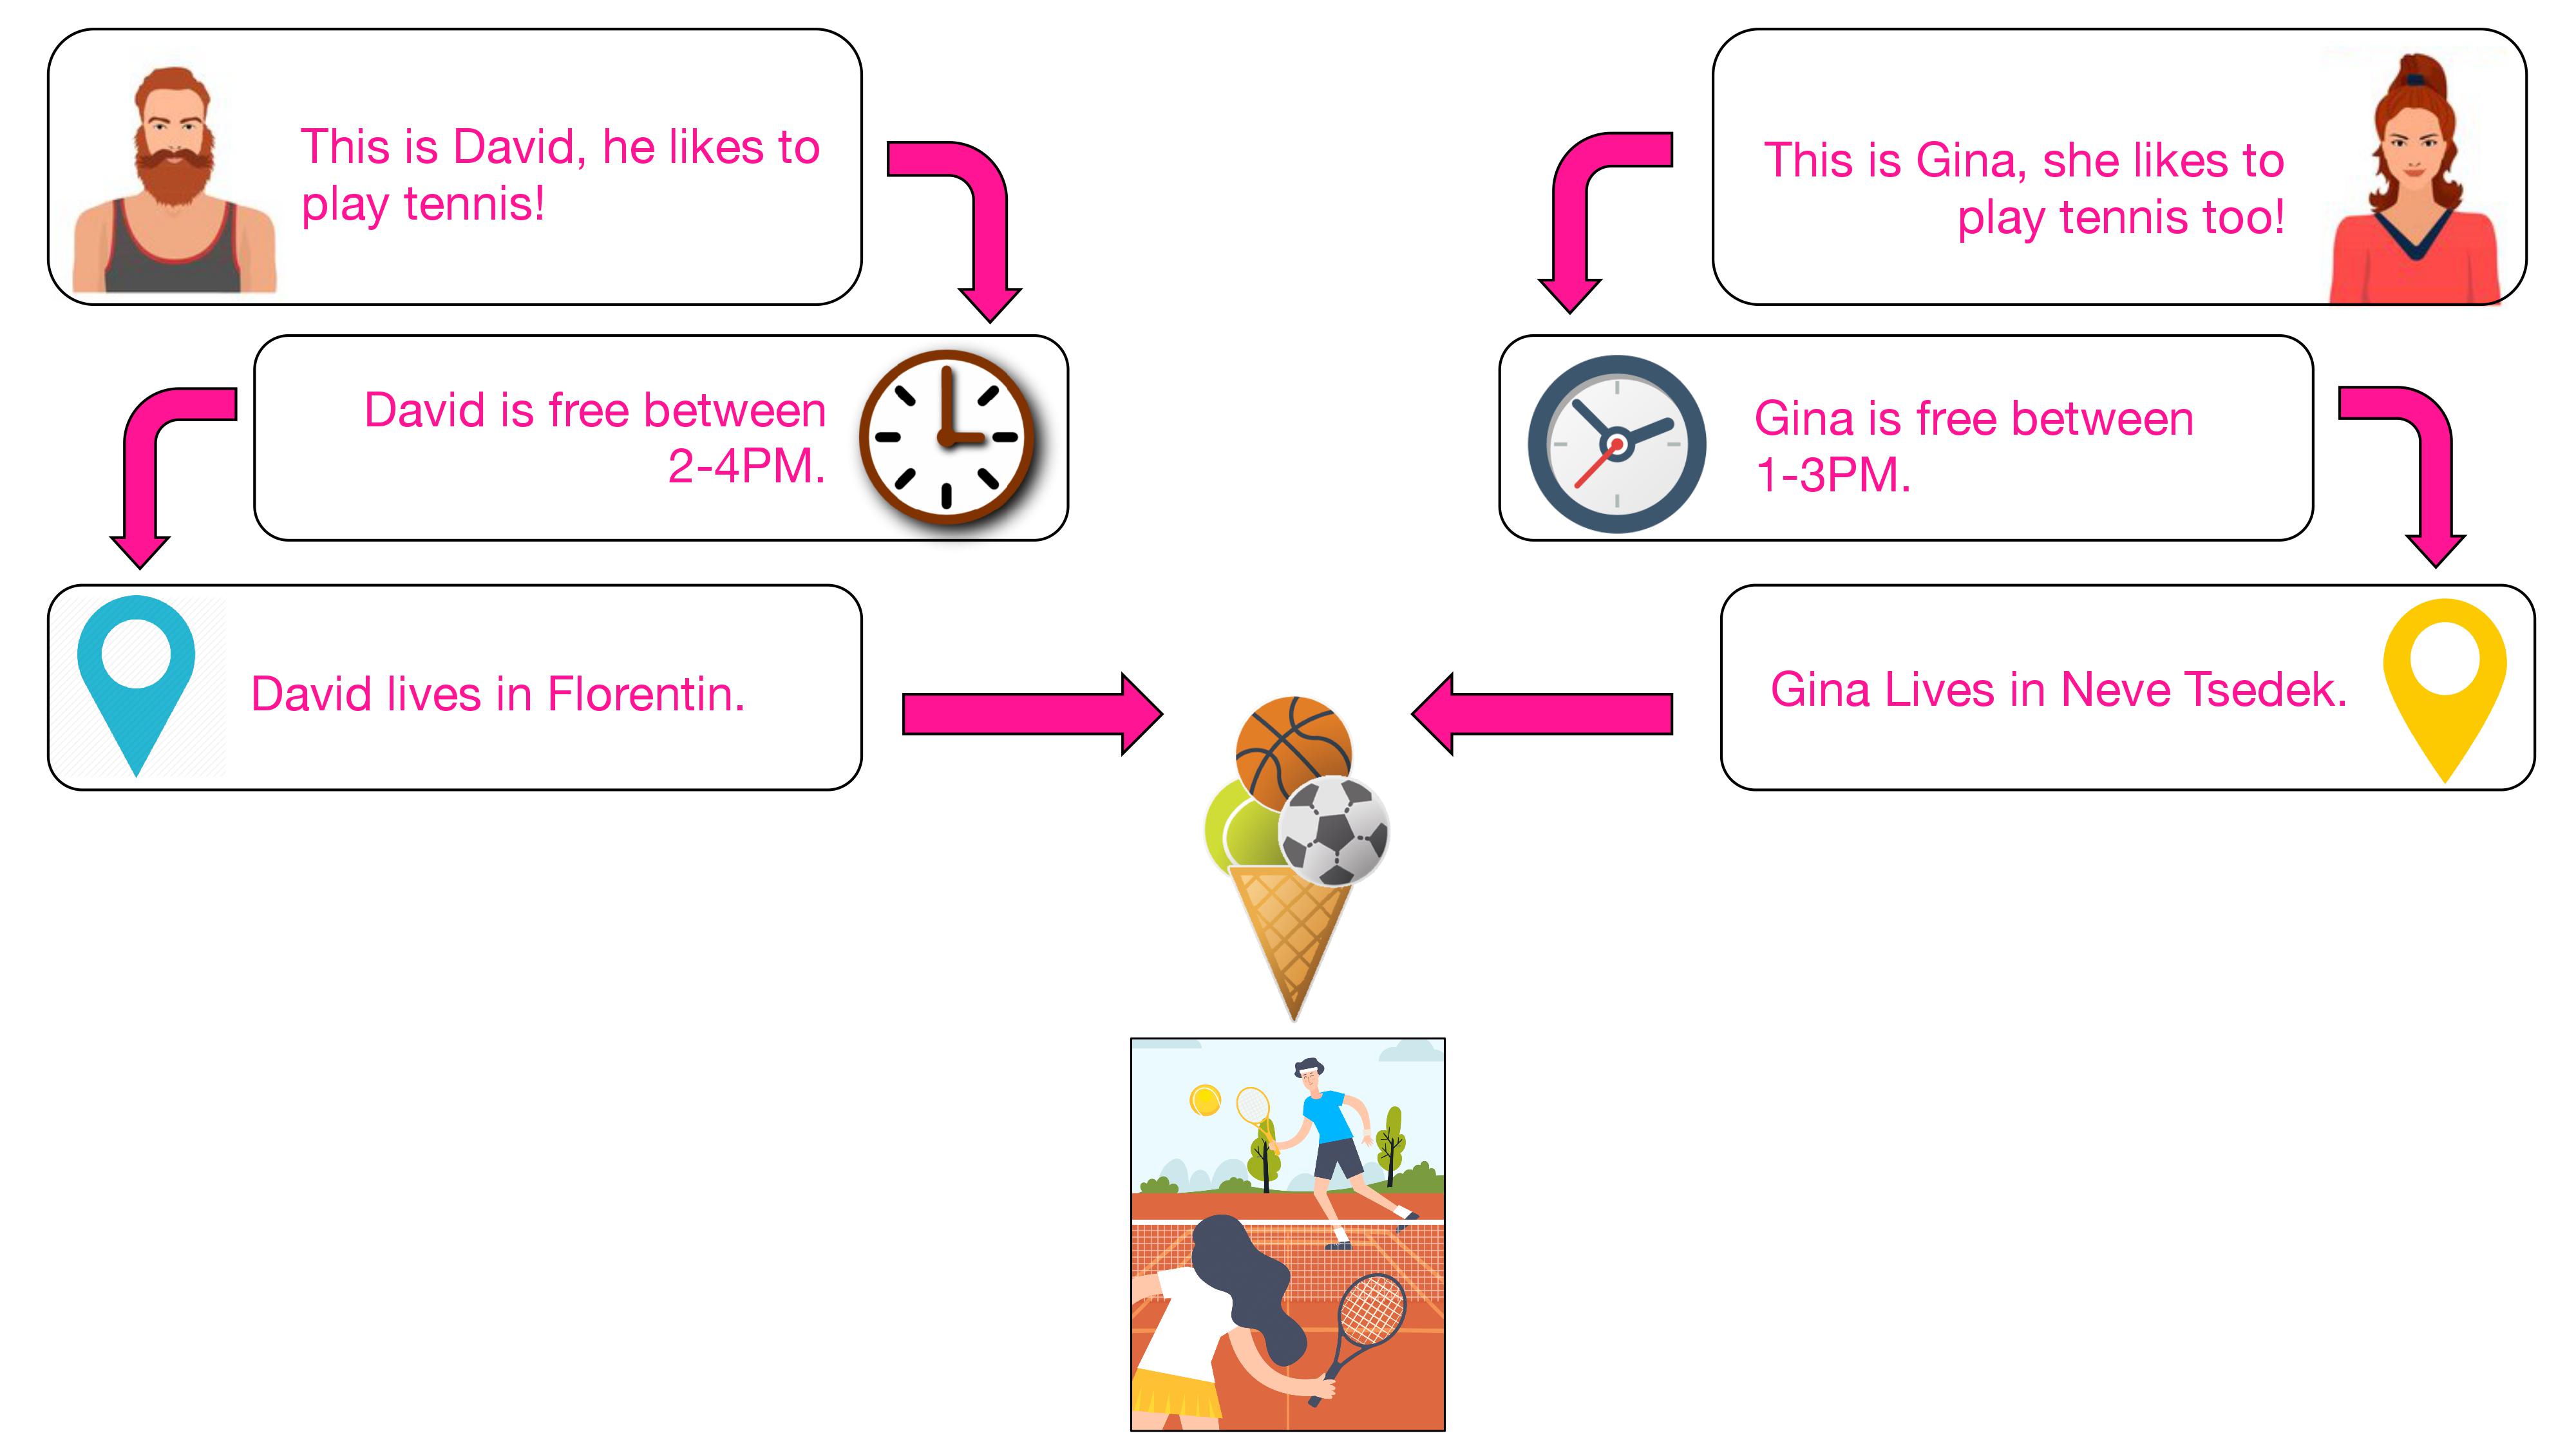 This is David, he likes to
play tennis!
This is Gina, she likes to
play tennis too!
David is free between
2-4PM.
Gina is free between
1-3PM.
David lives in Florentin.
Gina Lives in Neve Tsedek.